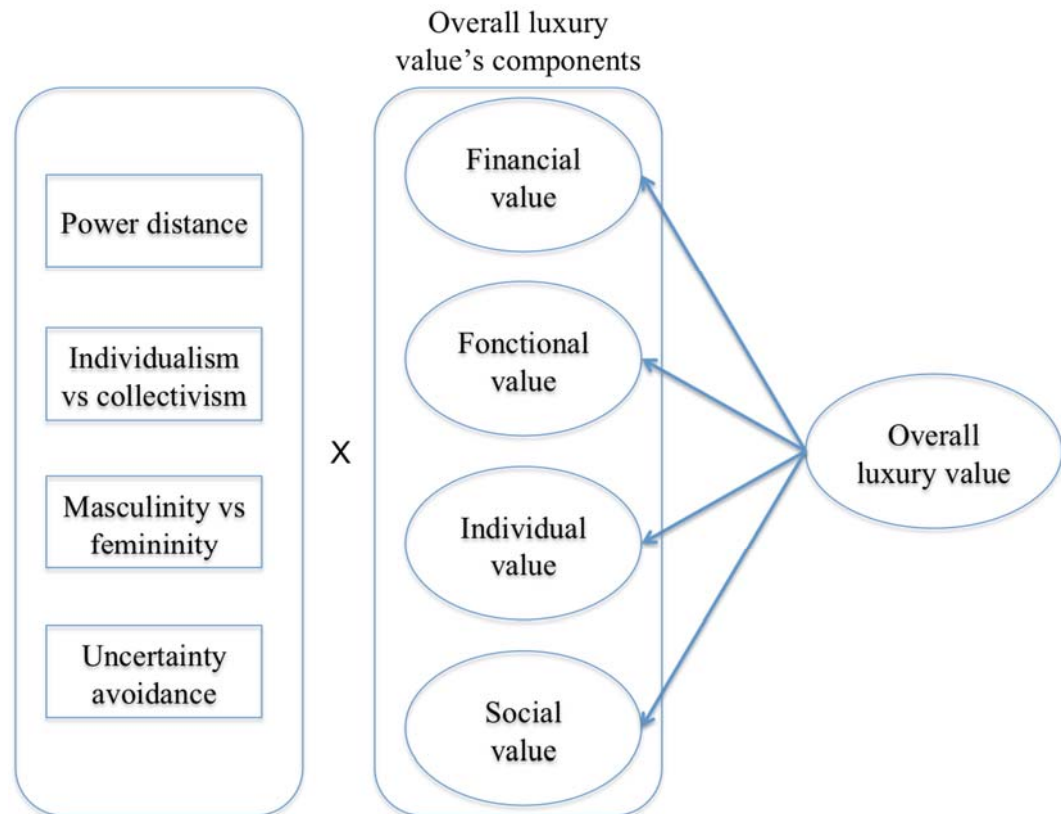 Overall luxury
value’s components
Power distance
Individualism
vs collectivism
Masculinity vs
femininity
Uncertainty
avoidance
X
Financial
value
Fonctional
value
Individual
value
Social
value
Overall
luxury value